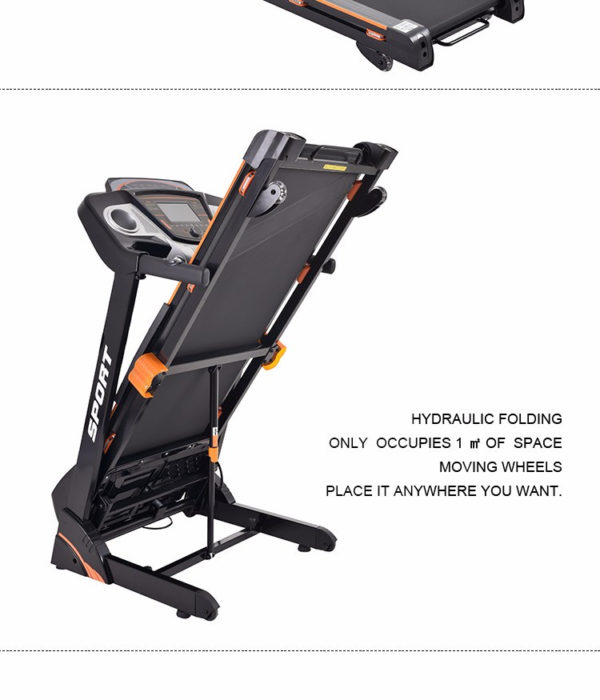 SPORT
HYDRAULIC FOLDING
ONLY OCCUPIES 1 ㎡ OF SPACE
MOVING WHEELS
PLACE IT ANYWHERE YOU WANT.